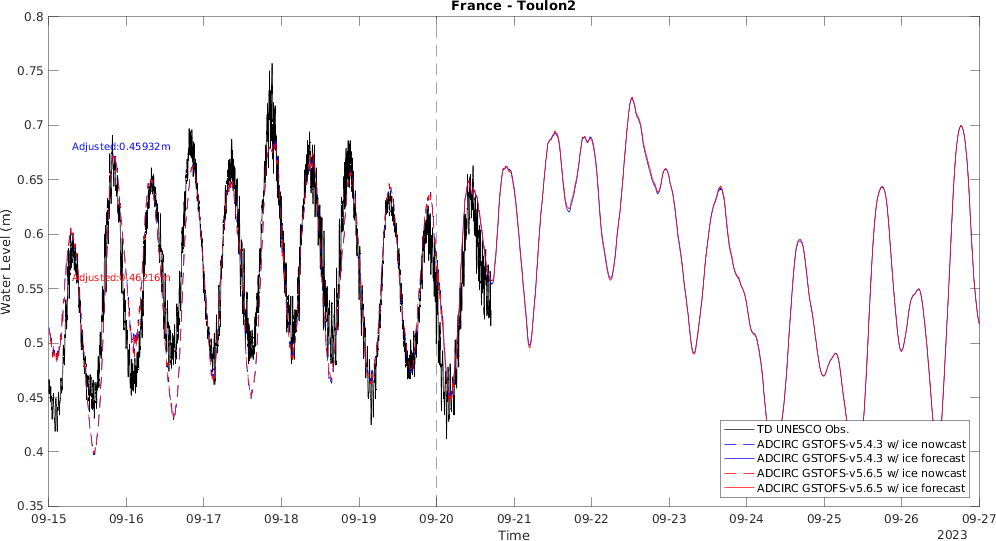 France - Toulon2
0.8
0.75
0.7
0.65
0.6
0.55
0.5
0.45
0.4
0.35
Water Level (m)
Adjusted:0.45932m
Adjusted:0.46216m
TD UNESCO Obs.
ADCIRC GSTOFS-v5.4.3 w/ ice nowcast
ADCIRC GSTOFS-v5.4.3 w/ ice forecast
ADCIRC GSTOFS-v5.6.5 w/ ice nowcast
ADCIRC GSTOFS-v5.6.5 w/ ice forecast
09-15 09-16 09-17 09-18 09-19 09-20 09-21 09-22 09-23 09-24 09-25 09-26 09-27
Time
2023